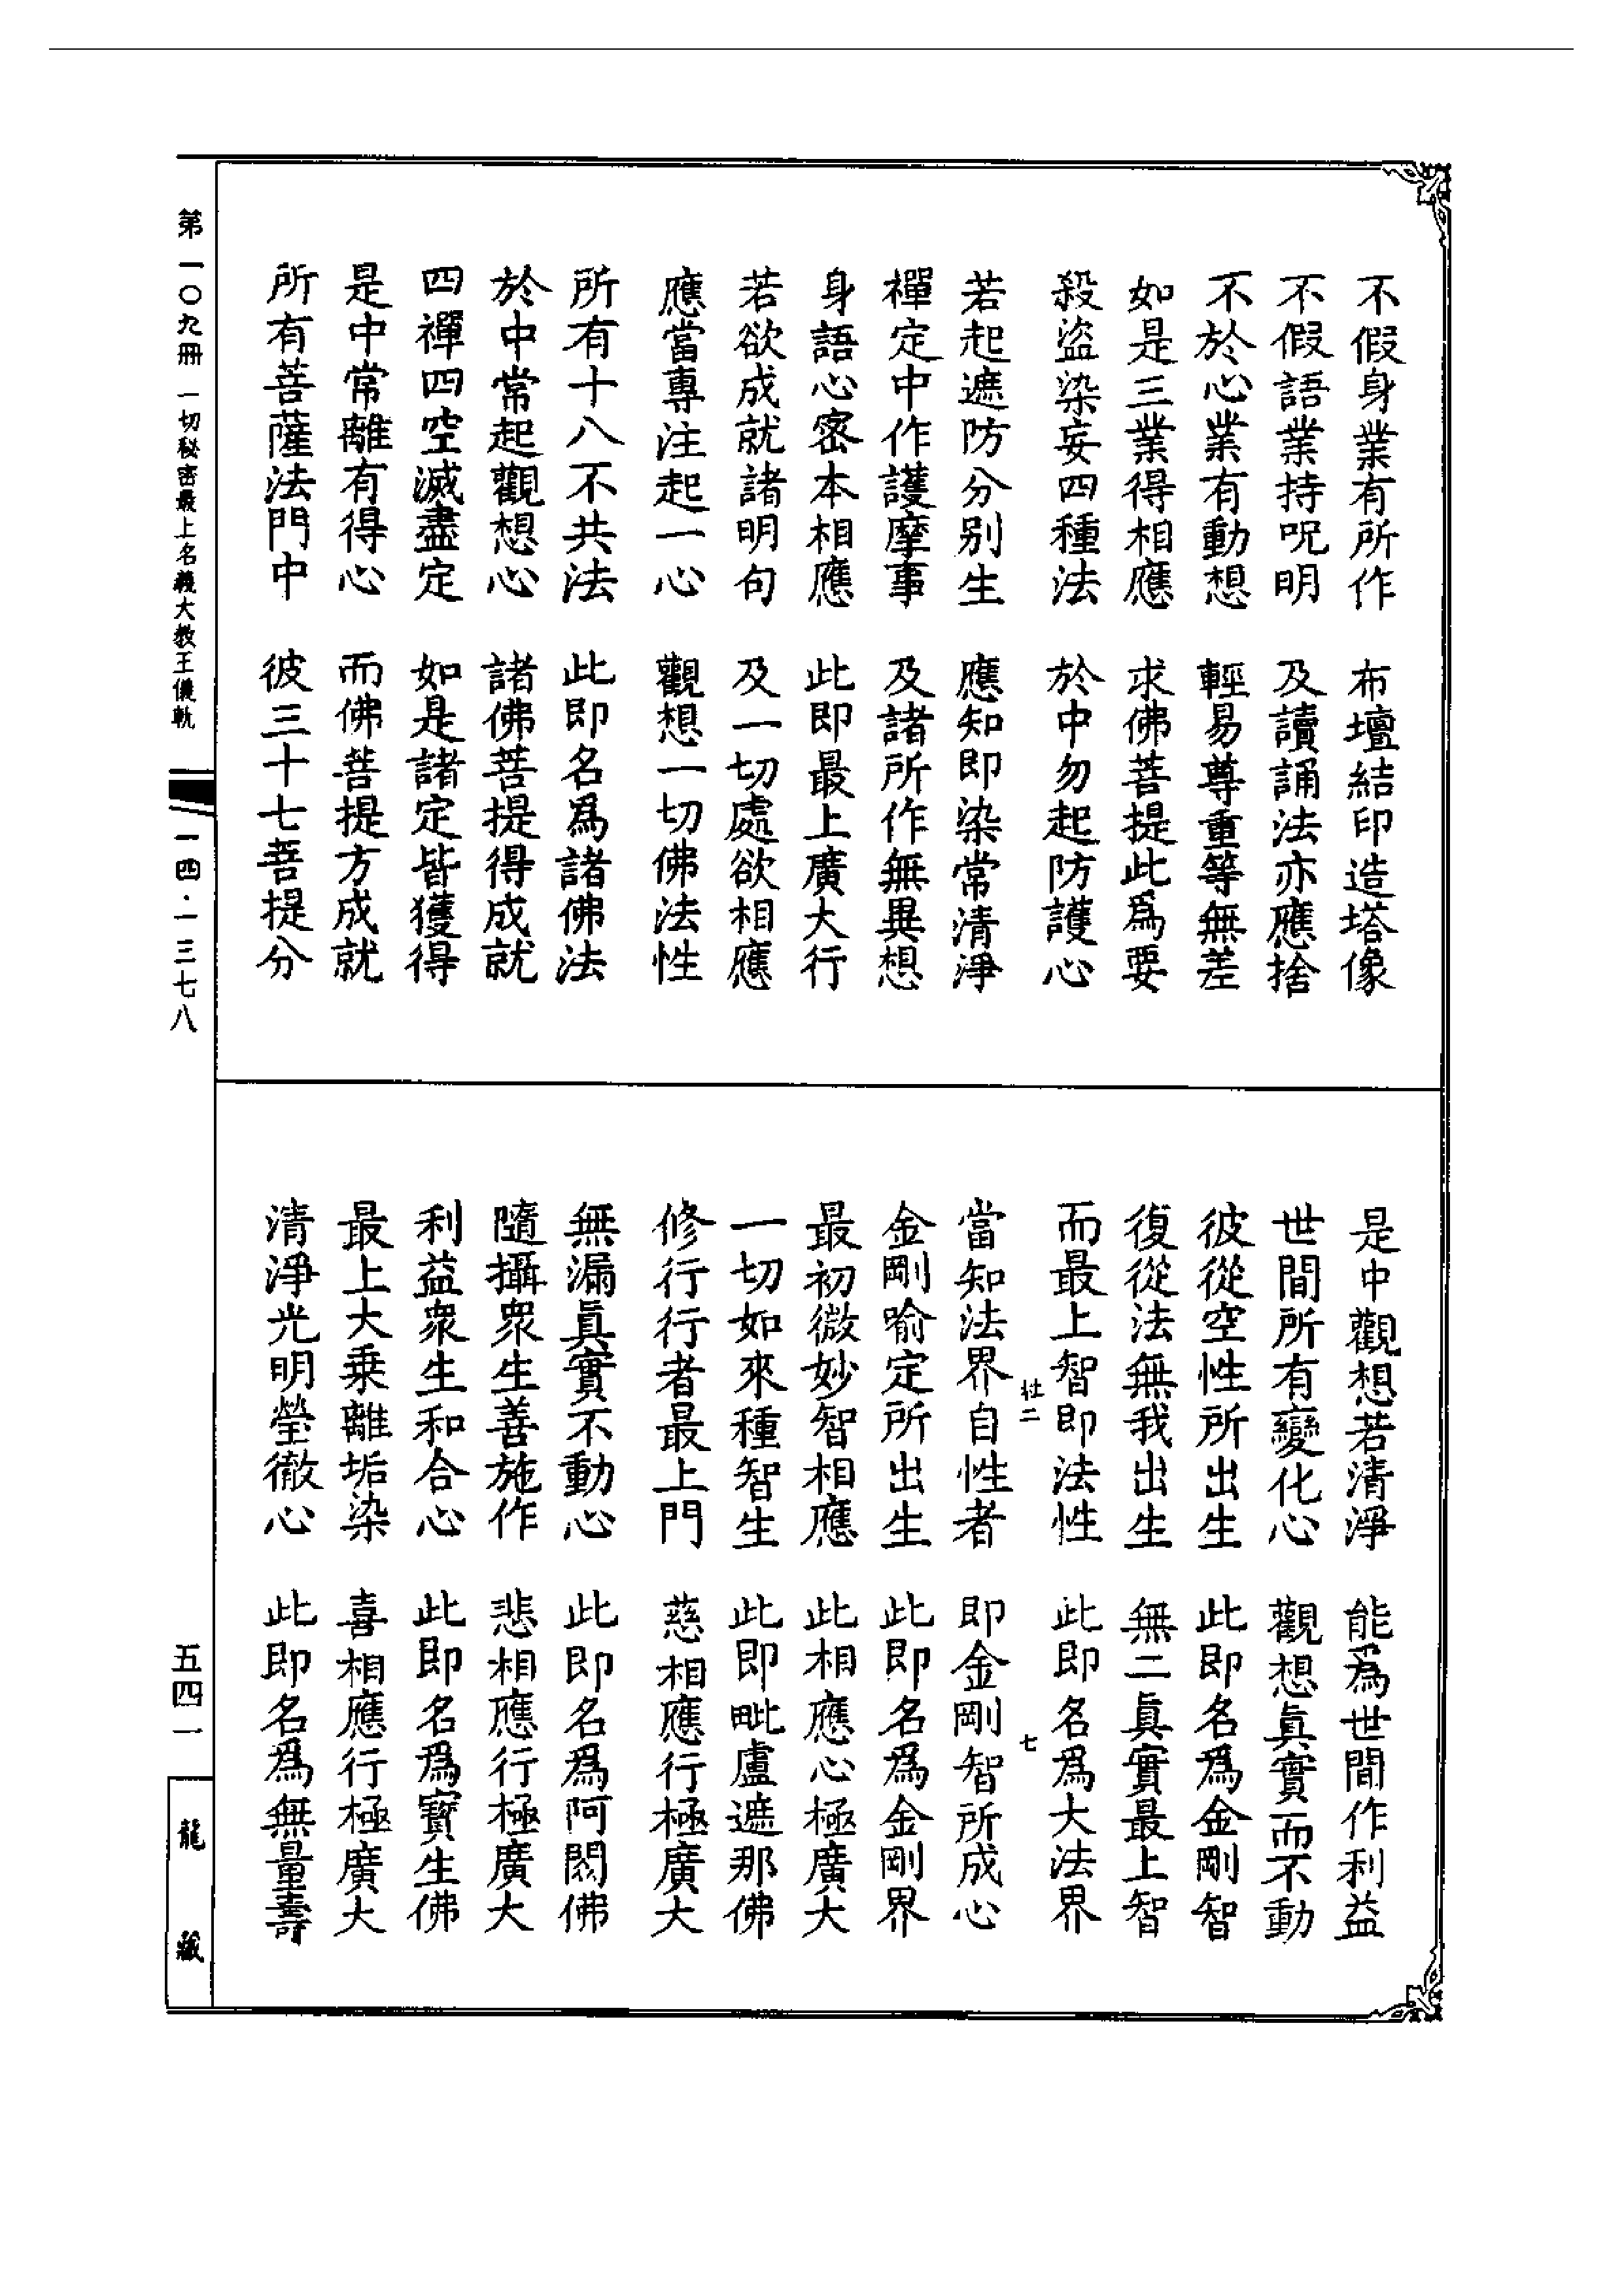 不假身業有所作　布壇結印造塔像
不假語業持呪明　及讀誦法亦應捨
不於心業有動想　輕易尊重等無差
如是三業得相應　求佛菩提此爲要
殺盜染妄四種法　於中勿起防護心
若起遮防分别生　應知即染常清淨
禪定中作護摩事　及諸所作無異想
身語心密本相應　此即最上廣大行
若欲成就諸明句　及一切處欲相應
應當專注起一心　觀想一切佛法性
所有十八不共法　此即名爲諸佛法
於中常起觀想心　諸佛菩提得成就
四禪四空滅盡定　如是諸定皆獲得
是中常離有得心　而佛菩提方成就
所有菩薩法門中　彼三十七菩提分
是中觀想若清淨　能爲世間作利益
世間所有變化心　觀想眞實而不動
彼從空性所出生　此即名爲金剛智
復從法無我出生　無二眞實最上智
而最上智即法性　此即名爲大法界
二　七
當知法界自性者　即金剛智所成心
金剛喻定所出生　此即名爲金剛界
最初微妙智相應　此相應心極廣大
一切如來種智生　此即毗盧遮那佛
修行行者最上門　慈相應行極廣大
無漏眞實不動心　此即名爲阿閦佛
隨攝衆生善施作　悲相應行極廣大
利益衆生和合心　此即名爲寶生佛
最上大乘離垢染　喜相應行極廣大
清淨光明瑩徹心　此即名爲無量壽
第一〇九冊　一切秘密最上名義大教王儀軌
一四·一三七八
五四一
龍藏